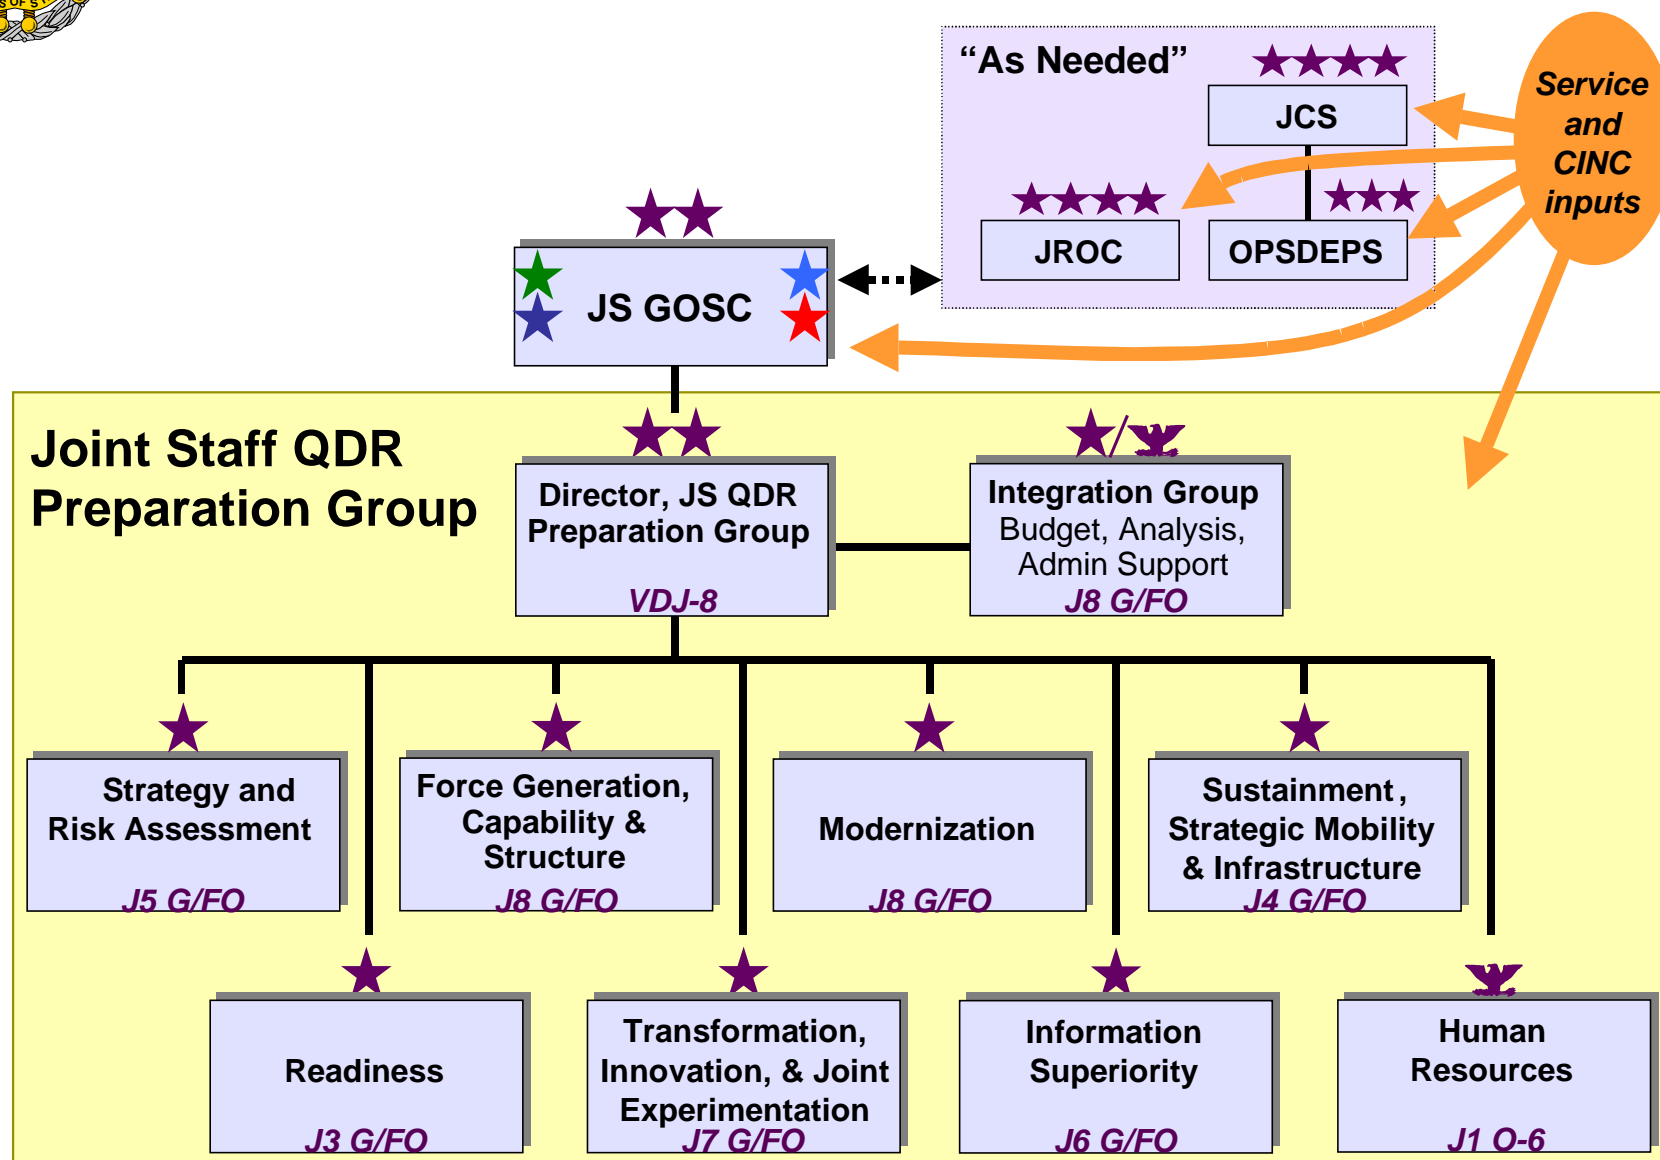 “As Needed”
JCS
JROC
OPSDEPS
Service
and
CINC
inputs
JS GOSC
Joint Staff QDR
Preparation Group
Director, JS QDR
Preparation Group
VDJ-8
Integration Group
Budget, Analysis,
Admin Support
J8 G/FO
Strategy and
Risk Assessment
J5 G/FO
Force Generation,
Capability &
Structure
J8 G/FO
Modernization
J8 G/FO
Sustainment,
Strategic Mobility
& Infrastructure
J4 G/FO
Readiness
J3 G/FO
Transformation,
Innovation, & Joint
Experimentation
J7 G/FO
Information
Superiority
J6 G/FO
Human
Resources
J1 O-6